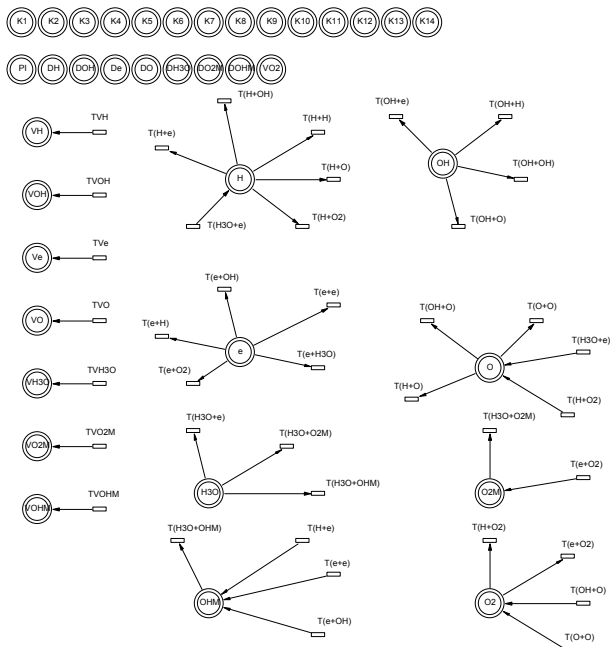 K1 K2 K3 K4 K5 K6 K7 K8 K9 K10 K11 K12 K13 K14
PI DH DOH De DO DH3O DO2M DOHM VO2
TVH
VH
TVOH
VOH
TVe
Ve
TVO
VO
TVH3O
VH3O
TVO2M
VO2M
TVOHM
VOHM
T(H+OH)
T(H+e)
T(H+H)
T(H+O)
H
T(H3O+e)
T(H+O2)
T(OH+e)
T(OH+H)
OH
T(OH+OH)
T(OH+O)
T(e+OH)
T(e+e)
T(e+H)
e
T(e+O2)
T(e+H3O)
T(OH+O)
T(O+O)
T(H3O+e)
O
T(H+O)
T(H+O2)
T(H3O+e)
T(H3O+O2M)
H3O
T(H3O+OHM)
T(H3O+O2M)
T(e+O2)
O2M
T(H3O+OHM)
T(H+e)
T(e+e)
OHM
T(e+OH)
T(H+O2)
T(e+O2)
T(OH+O)
O2
T(O+O)